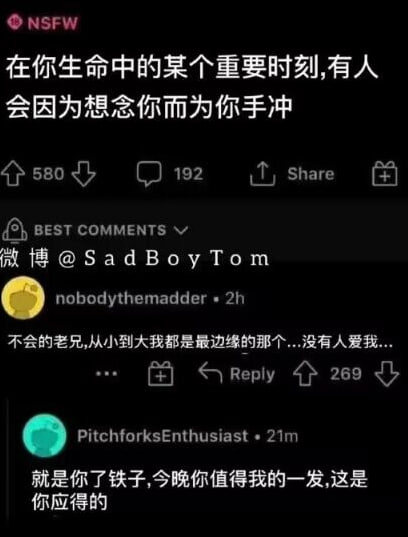 18 NSFW
在你生命中的某个重要时刻,有人
会因为想念你而为你手冲
580
192
Share
BEST COMMENTS
微博@SadBoyTom
nobodythemadder • 2h
不会的老兄,从小到大我都是最边缘的那个...没有人爱我...
... Reply 269
PitchforksEnthusiast • 21m
就是你了铁子,今晚你值得我的一发,这是
你应得的